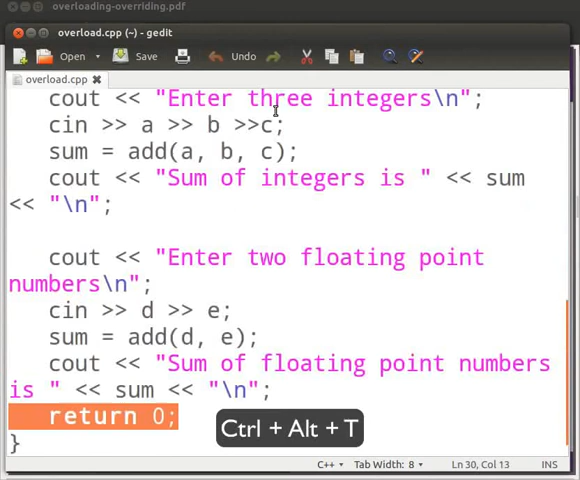 overloading-overriding.pdf
overload.cpp (~) - gedit
Open Save Undo
overload.cpp
cout << "Enter three integers\n";
cin >> a >> b >>c;
sum = add(a, b, c);
cout << "Sum of integers is " << sum
<< "\n";
cout << "Enter two floating point
numbers\n";
cin >> d >> e;
sum = add(d, e);
cout << "Sum of floating point numbers
is " << sum << "\n";
return 0;
Ctrl + Alt + T
}
C++ Tab Width: 8 Ln 30, Col 13 INS